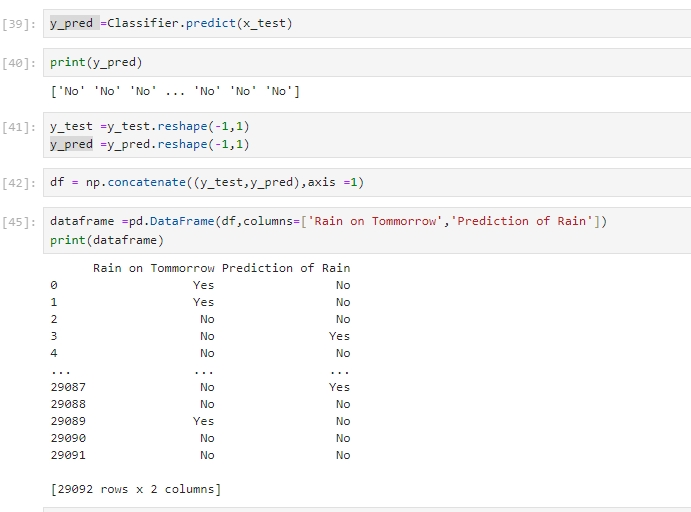 [39]: y_pred =Classifier.predict(x_test)
[40]: print(y_pred)
['No' 'No' 'No' ... 'No' 'No' 'No']
[41]: y_test =y_test.reshape(-1,1)
y_pred =y_pred.reshape(-1,1)
[42]: df = np.concatenate((y_test,y_pred),axis =1)
[45]: dataframe =pd.DataFrame(df,columns=['Rain on Tommorrow','Prediction of Rain'])
print(dataframe)
Rain on Tommorrow Prediction of Rain
0 Yes No
1 Yes No
2 No No
3 No Yes
4 No No
... ... ...
29087 No Yes
29088 No No
29089 Yes No
29090 No No
29091 No No
[29092 rows x 2 columns]